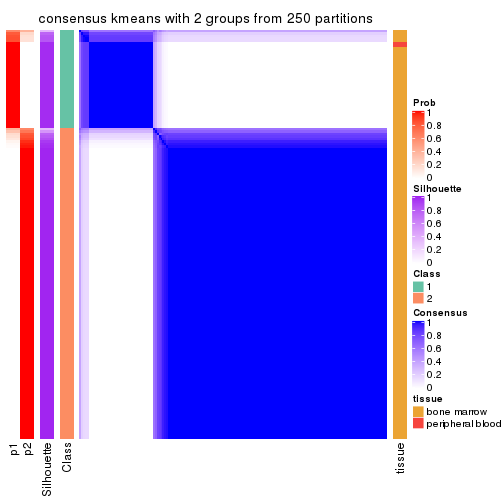 consensus kmeans with 2 groups from 250 partitions
Prob
1
0.8
0.6
0.4
0.2
0
Silhouette
1
0.8
0.6
0.4
0.2
0
Class
1
2
Consensus
1
0.8
0.6
0.4
0.2
0
tissue
bone marrow
peripheral blood
p1
p2
Silhouette
Class
tissue